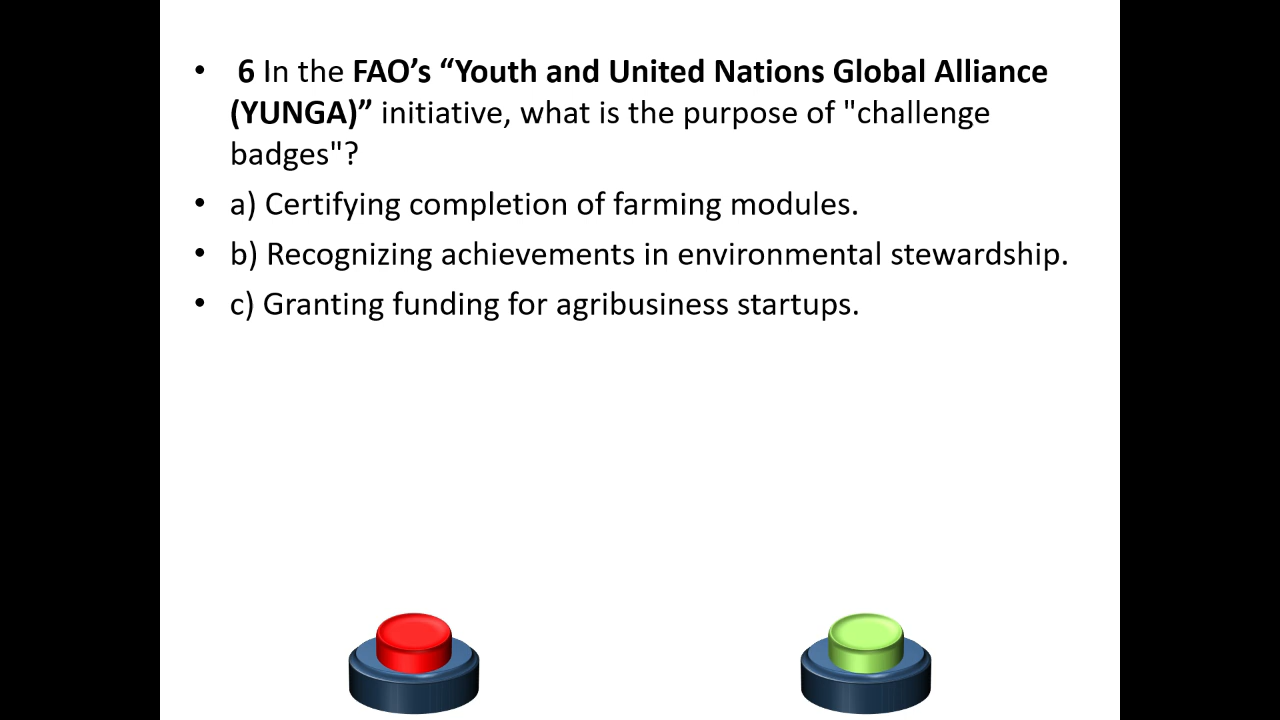 • 6 In the FAO’s “Youth and United Nations Global Alliance
(YUNGA)” initiative, what is the purpose of "challenge
badges"?
• a) Certifying completion of farming modules.
• b) Recognizing achievements in environmental stewardship.
• c) Granting funding for agribusiness startups.